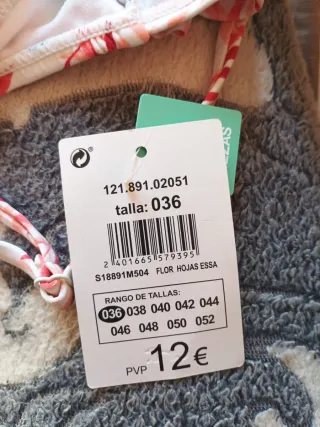 121.891.02051
talla: 036
2 401665 579395
S18891M504 FLOR HOJAS ESSA
RANGO DE TALLAS:
036 038 040 042 044
046 048 050 052
PVP 12€